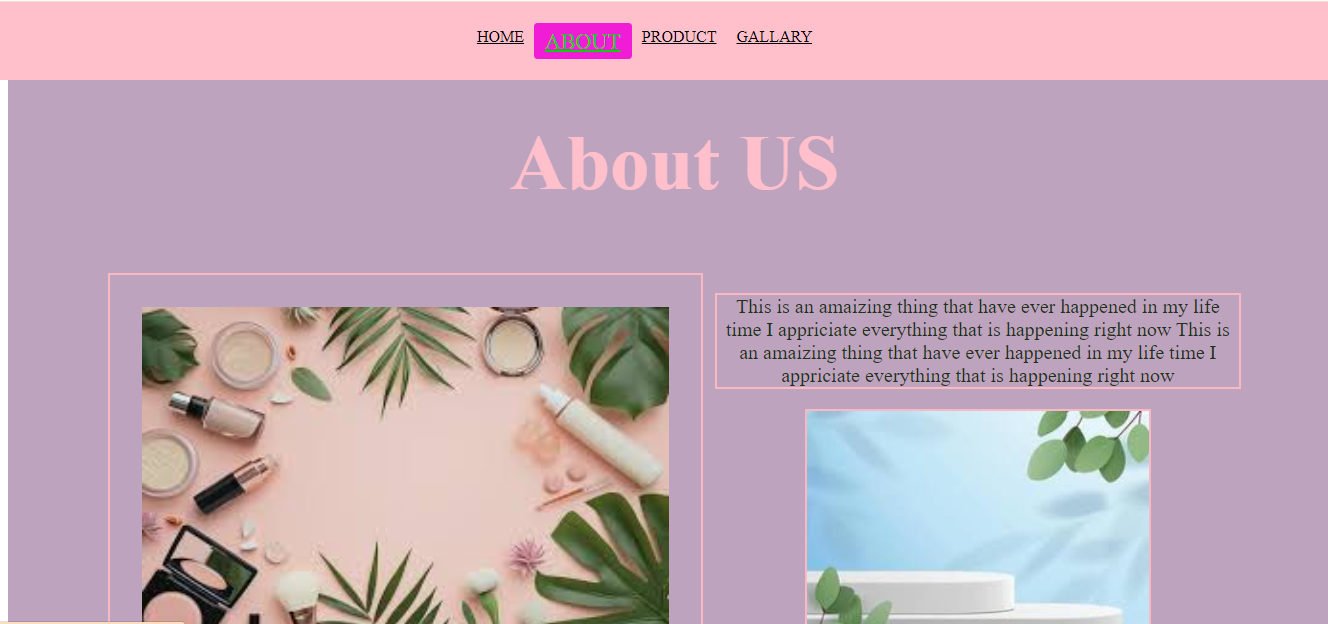 HOME ABOUT PRODUCT GALLARY
About US
This is an amaizing thing that have ever happened in my life
time I appriciate everything that is happening right now This is
an amaizing thing that have ever happened in my life time I
appriciate everything that is happening right now